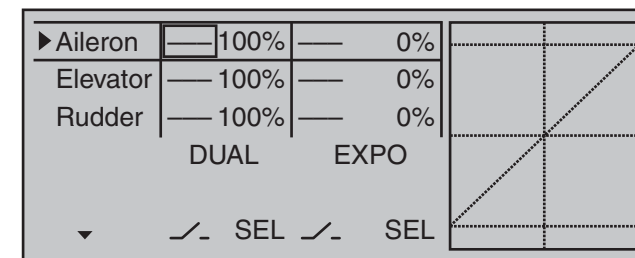 Aileron ––– 100% ––– 0%
Elevator ––– 100% ––– 0%
Rudder ––– 100% ––– 0%
DUAL EXPO
SEL SEL